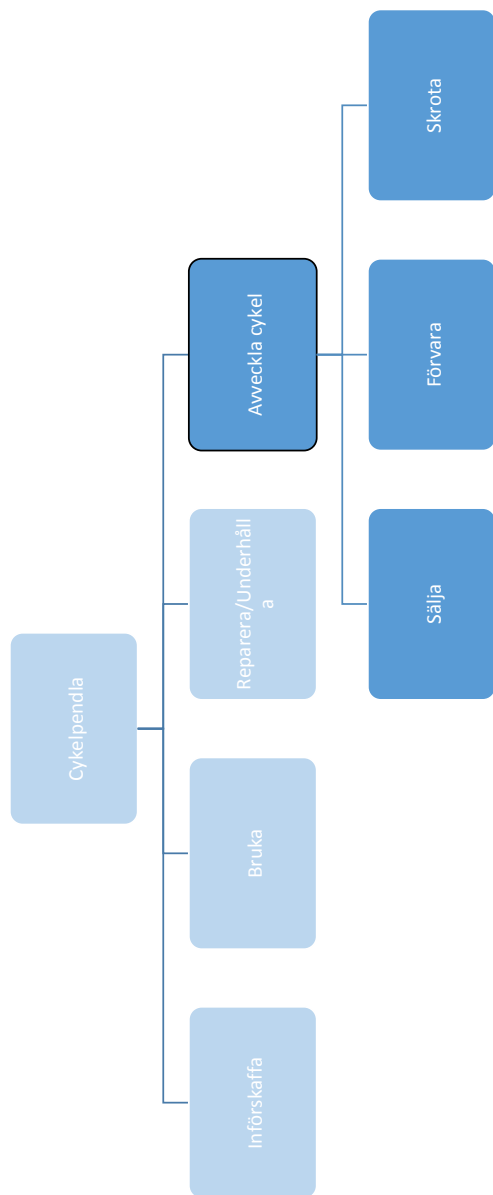 Cykelpendla
Införskaffa
Bruka
Reparera/Underhåll
a
Avveckla cykel
Sälja
Förvara
Skrota